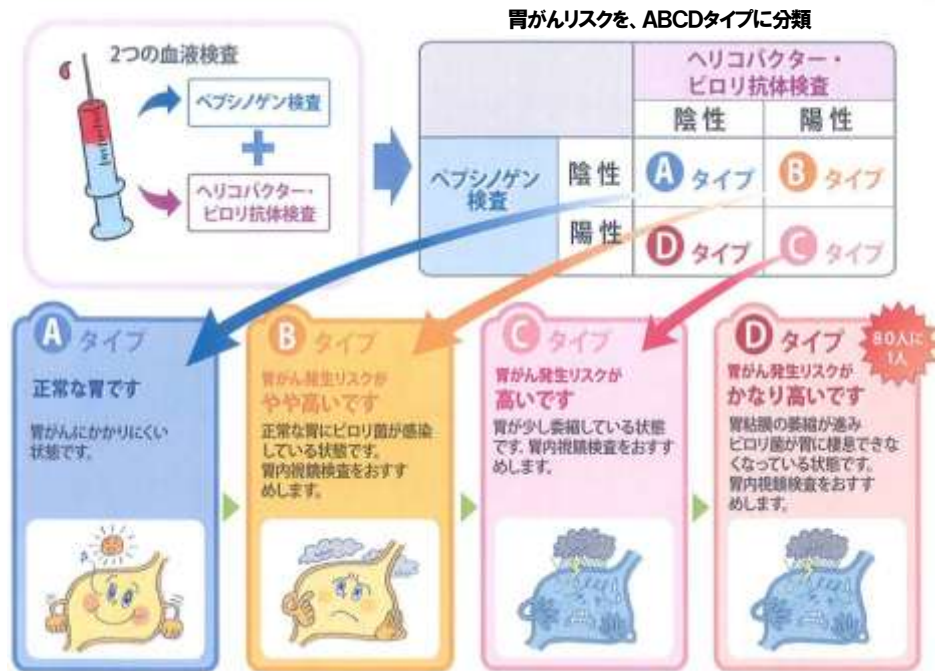 胃がんリスクを、ABCDタイプに分類
2つの血液検査
ペプシノゲン検査
+
ヘリコバクター・
ピロリ抗体検査
ヘリコバクター・
ピロリ抗体検査
陰性
陽性
ペプシノゲン
検査
陰性
A タイプ
B タイプ
陽性
D タイプ
C タイプ
A タイプ
正常な胃です
胃がんにかかりにくい
状態です。
B タイプ
胃がん発生リスクが
やや高いです
正常な胃にピロリ菌が感染
している状態です。
胃内視鏡検査をおすす
めします。
C タイプ
胃がん発生リスクが
高いです
胃が少し萎縮している状態
です。胃内視鏡検査をおすす
めします。
D タイプ
80人に
1人
胃がん発生リスクが
かなり高いです
胃粘膜の萎縮が進み
ピロリ菌が胃に棲息できな
くなっている状態です。
胃内視鏡検査をおすす
めします。